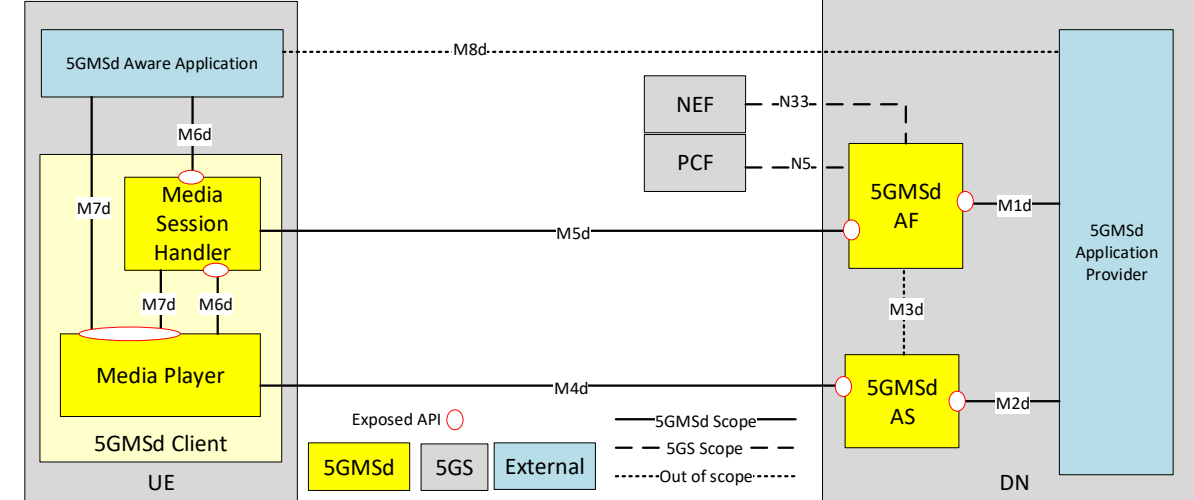 5GMSd Aware Application
M8d
NEF
N33
M6d
PCF
N5
Media
Session
Handler
M7d
5GMSd
AF
M1d
M5d
5GMSd
Application
Provider
M7d
M6d
M3d
Media Player
M4d
5GMSd
AS
M2d
5GMSd Client
Exposed API
5GMSd Scope
5GS Scope
Out of scope
5GMSd
5GS
External
UE
DN